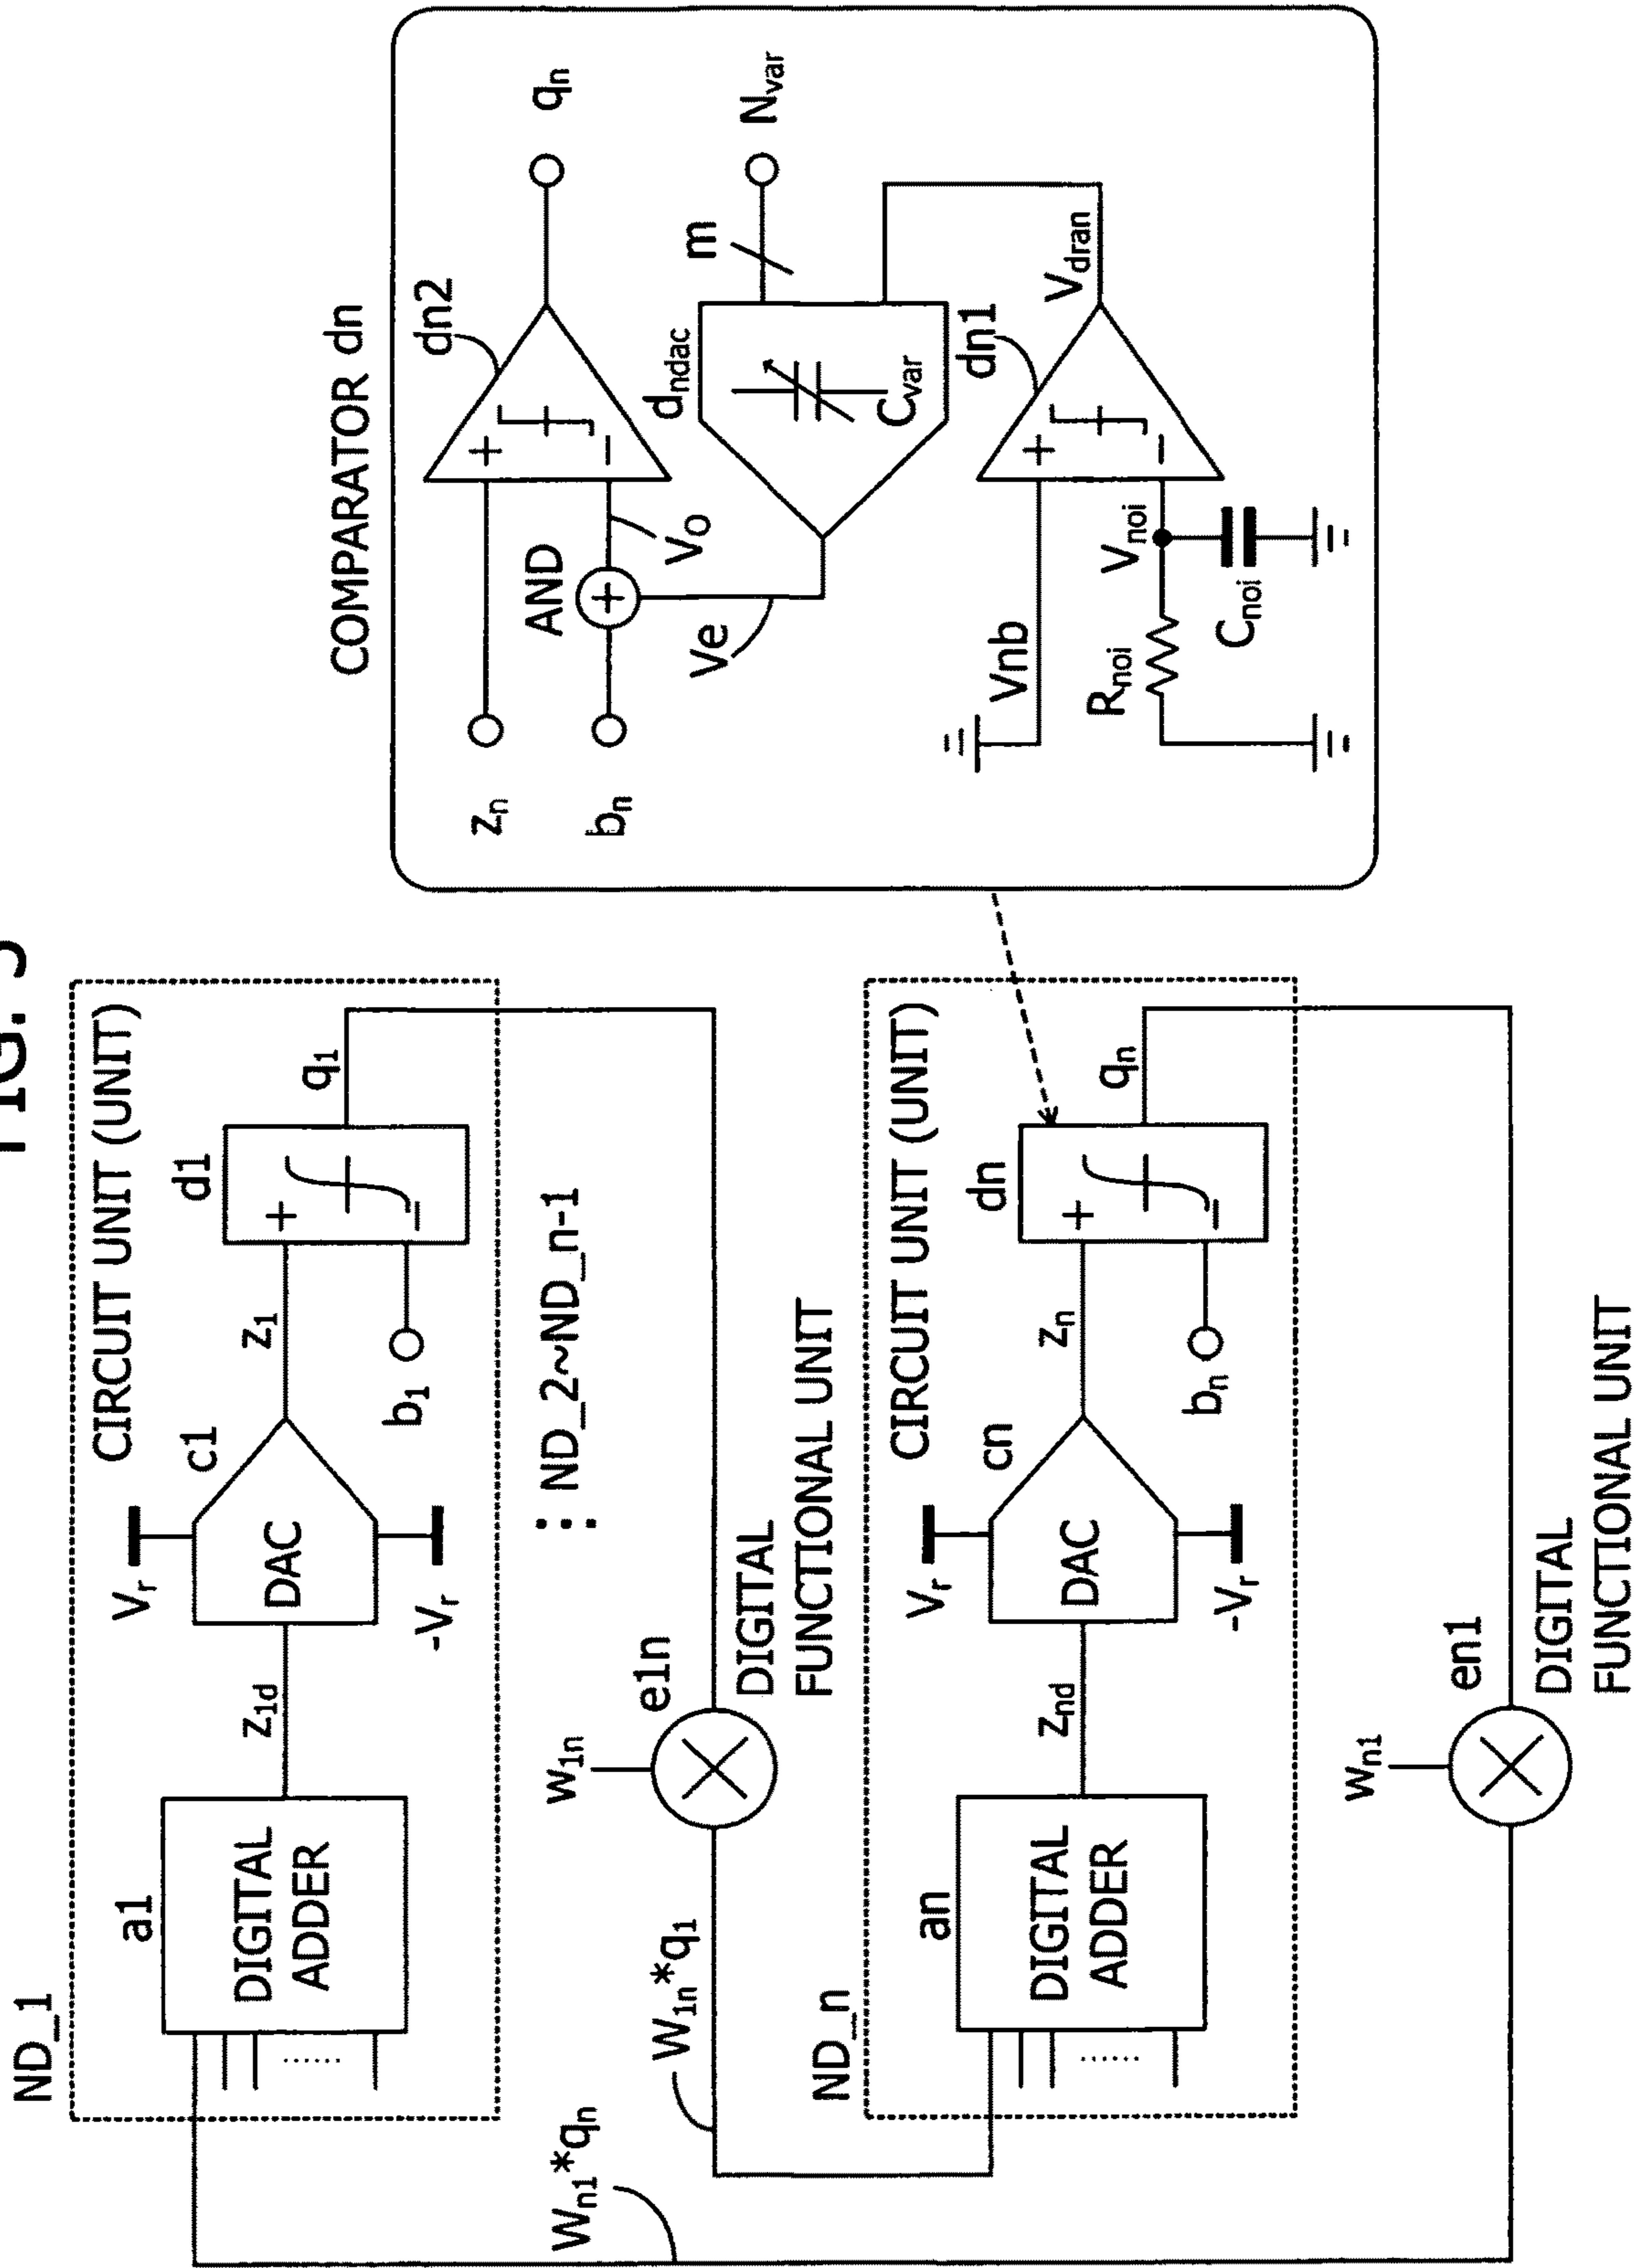 FIG. 5
ND_1
CIRCUIT UNIT (UNIT)
a1
DIGITAL
ADDER
z1d
Vr
c1
DAC
-Vr
z1
d1
+
−
b1
q1
: ND_2~ND_n-1
Wn1*qn
W1n*q1
w1n
e1n
DIGITAL
FUNCTIONAL UNIT
ND_n
CIRCUIT UNIT (UNIT)
an
DIGITAL
ADDER
znd
Vr
cn
DAC
-Vr
zn
dn
+
−
bn
qn
wn1
en1
DIGITAL
FUNCTIONAL UNIT
COMPARATOR dn
zn
bn
AND
+
Vo
Ve
dn2
+
−
qn
dndac
Cvar
m
Nvar
Vnb
Rnoi
Vnoi
Cnoi
dn1
+
−
Vdran